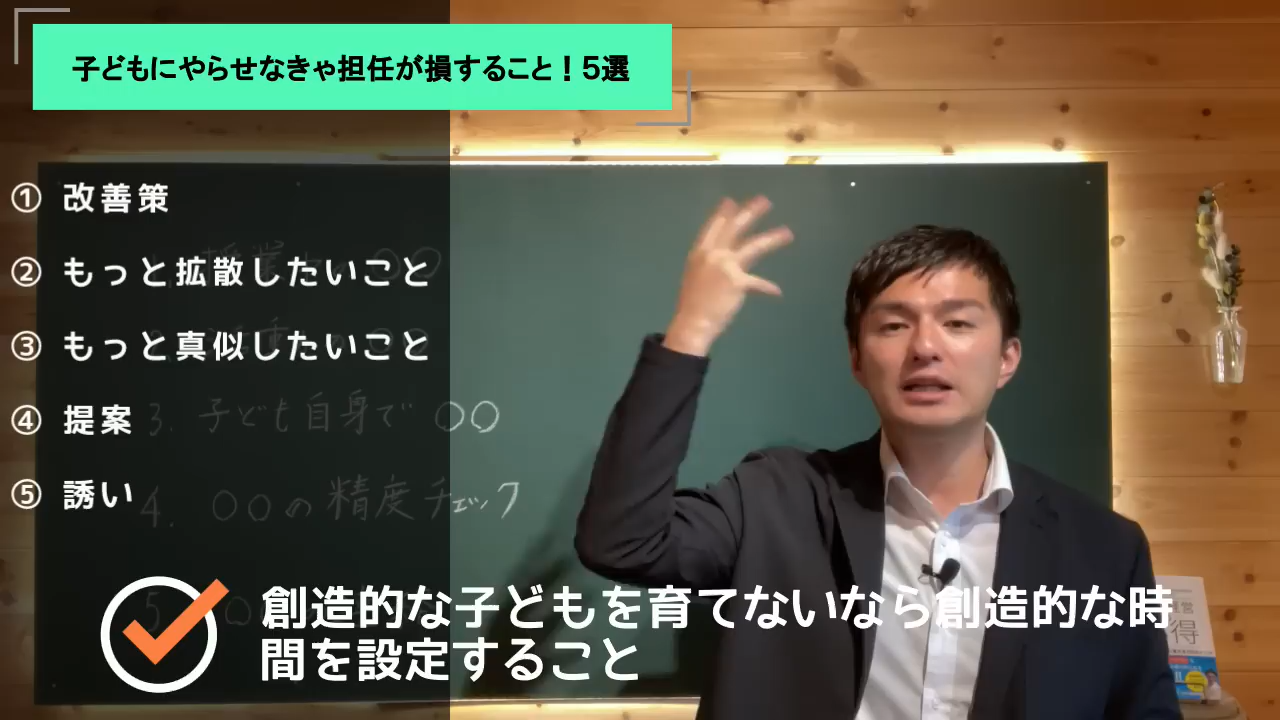 子どもにやらせなきゃ担任が損すること！５選
① 改善策
② もっと拡散したいこと
③ もっと真似したいこと
④ 提案
⑤ 誘い
3. 子ども自身で ○○
4. ○○の精度チェック
創造的な子どもを育てないなら創造的な時
間を設定すること
営
得